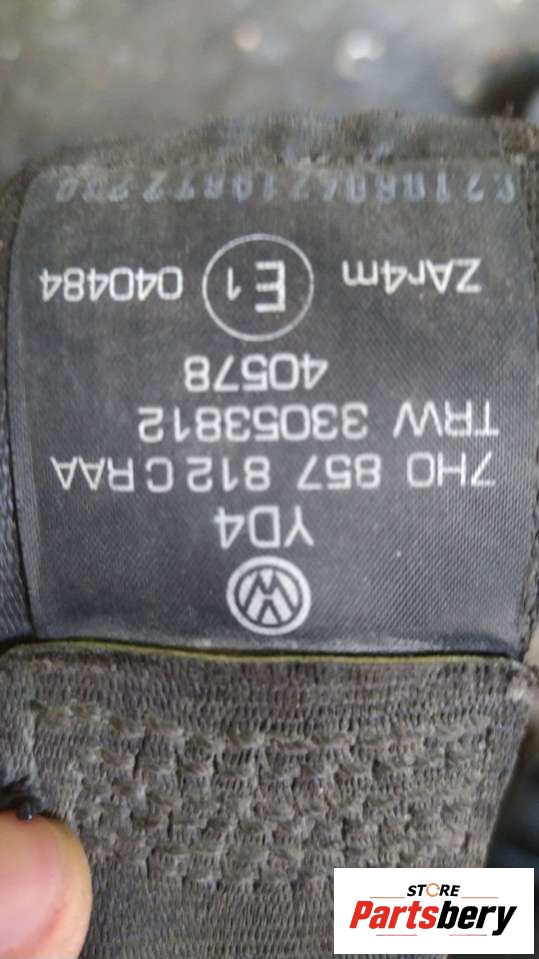 YD4
7H0 857 812 C RAA
TRW 33053812
40578
ZAr4m E1 040484
STORE
Partsbery